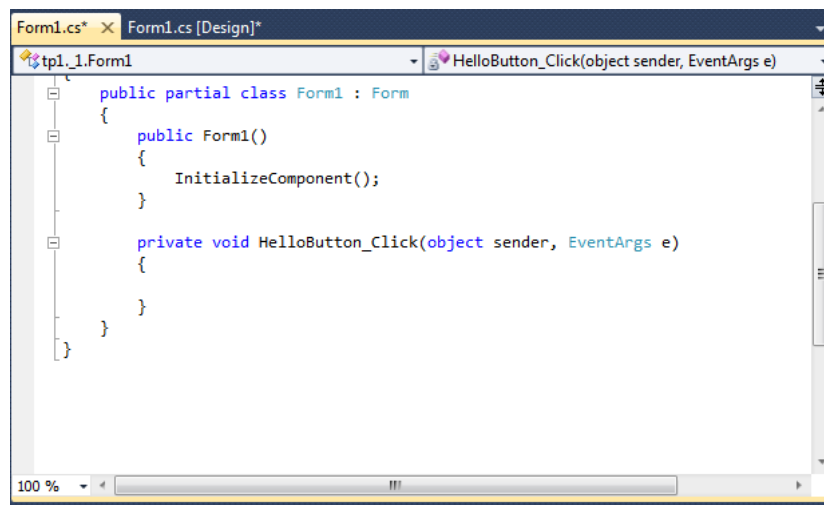 Form1.cs* Form1.cs [Design]*
tp1._1.Form1 HelloButton_Click(object sender, EventArgs e)
{
public partial class Form1 : Form
{
public Form1()
{
InitializeComponent();
}
private void HelloButton_Click(object sender, EventArgs e)
{
}
}
}
100 %